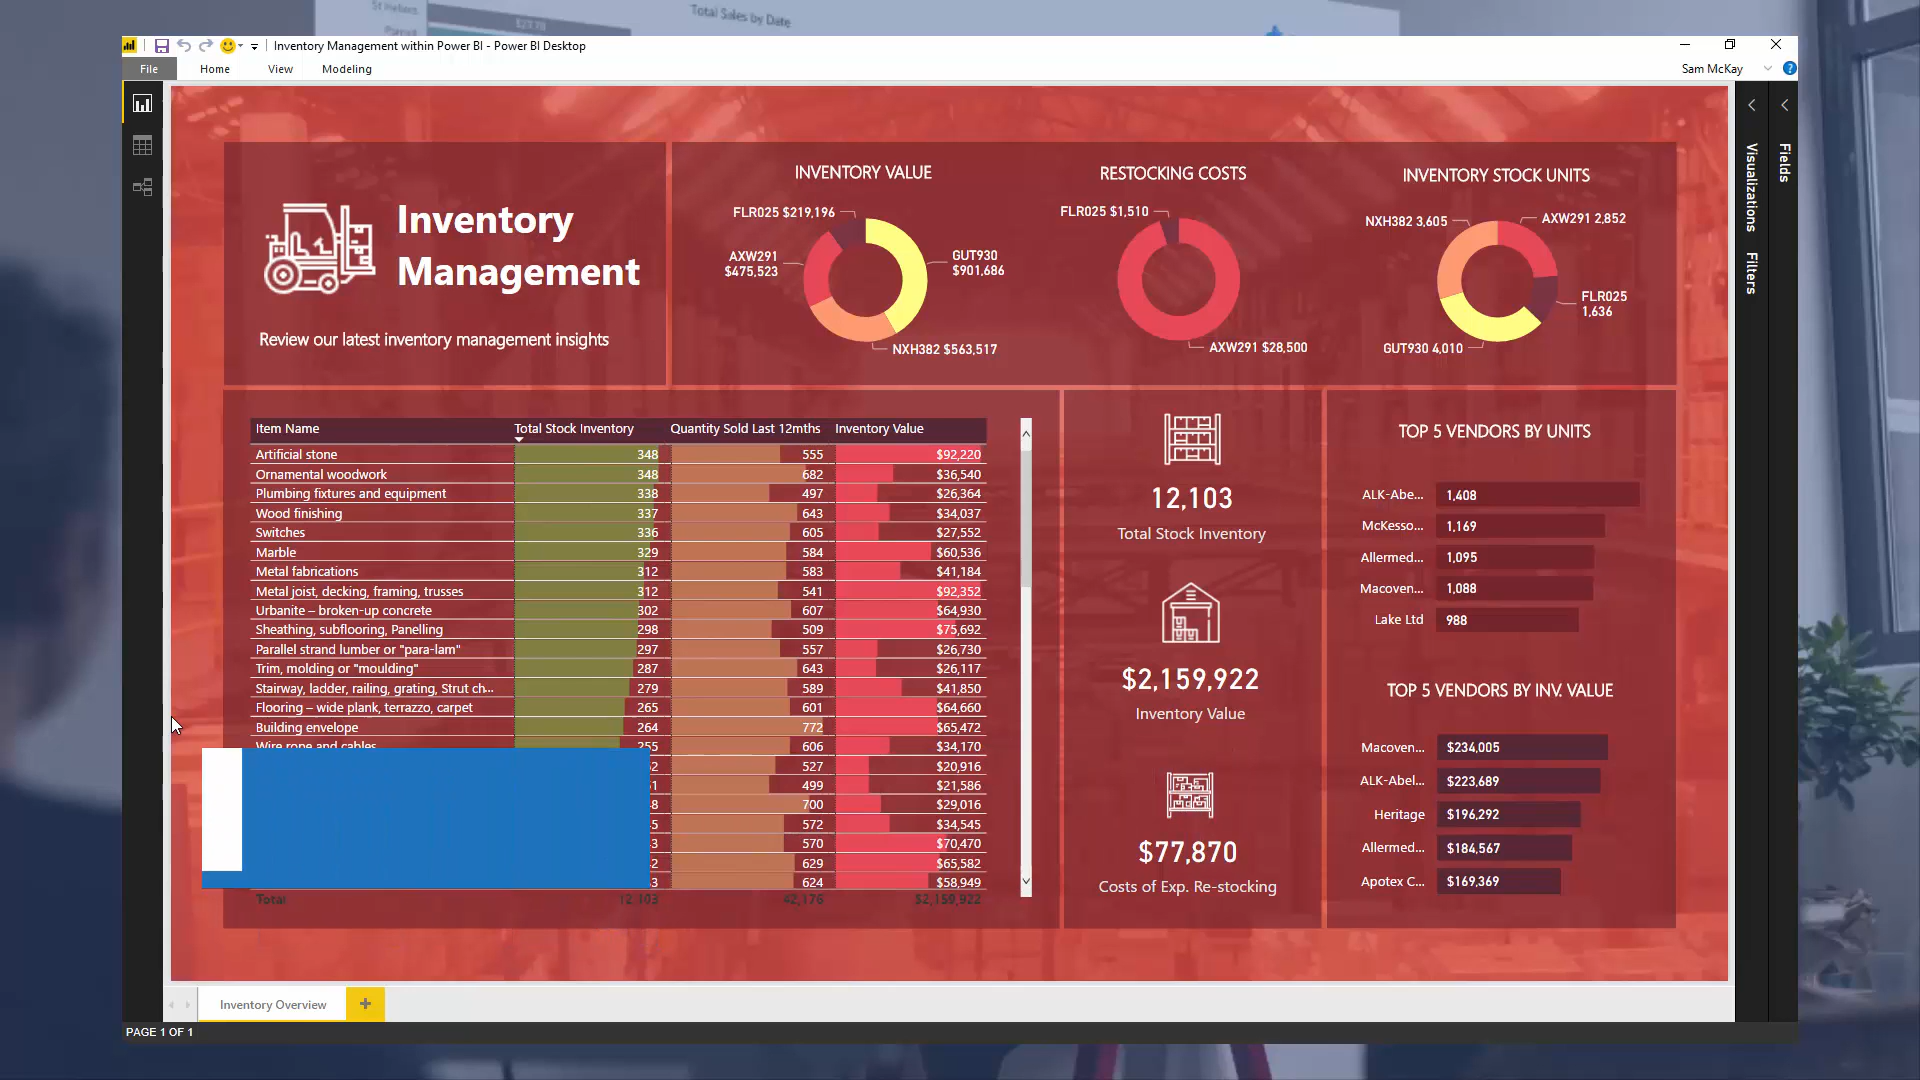 Total Sales by Date
Inventory Management within Power BI - Power BI Desktop
File Home View Modeling
Sam McKay
Visualizations
Filters
Fields
Inventory
Management
Review our latest inventory management insights
INVENTORY VALUE
FLR025 $219,196
AXW291
$475,523
GUT930
$901,686
NXH382 $563,517
RESTOCKING COSTS
FLR025 $1,510
AXW291 $28,500
INVENTORY STOCK UNITS
NXH382 3,605
AXW291 2,852
FLR025
1,636
GUT930 4,010
Item Name Total Stock Inventory Quantity Sold Last 12mths Inventory Value
Artificial stone 348 555 $92,220
Ornamental woodwork 348 682 $36,540
Plumbing fixtures and equipment 338 497 $26,364
Wood finishing 337 643 $34,037
Switches 336 605 $27,552
Marble 329 584 $60,536
Metal fabrications 312 583 $41,184
Metal joist, decking, framing, trusses 312 541 $92,352
Urbanite – broken-up concrete 302 607 $64,930
Sheathing, subflooring, Panelling 298 509 $75,692
Parallel strand lumber or "para-lam" 297 557 $26,730
Trim, molding or "moulding" 287 643 $26,117
Stairway, ladder, railing, grating, Strut ch... 279 589 $41,850
Flooring – wide plank, terrazzo, carpet 265 601 $64,660
Building envelope 264 772 $65,472
Wire rope and cables 255 606 $34,170
527 $20,916
499 $21,586
700 $29,016
572 $34,545
570 $70,470
629 $65,582
624 $58,949
Total 12,103 42,176 $2,159,922
12,103
Total Stock Inventory
$2,159,922
Inventory Value
$77,870
Costs of Exp. Re-stocking
TOP 5 VENDORS BY UNITS
ALK-Abe... 1,408
McKesso... 1,169
Allermed... 1,095
Macoven... 1,088
Lake Ltd 988
TOP 5 VENDORS BY INV. VALUE
Macoven... $234,005
ALK-Abel... $223,689
Heritage $196,292
Allermed... $184,567
Apotex C... $169,369
Inventory Overview
PAGE 1 OF 1